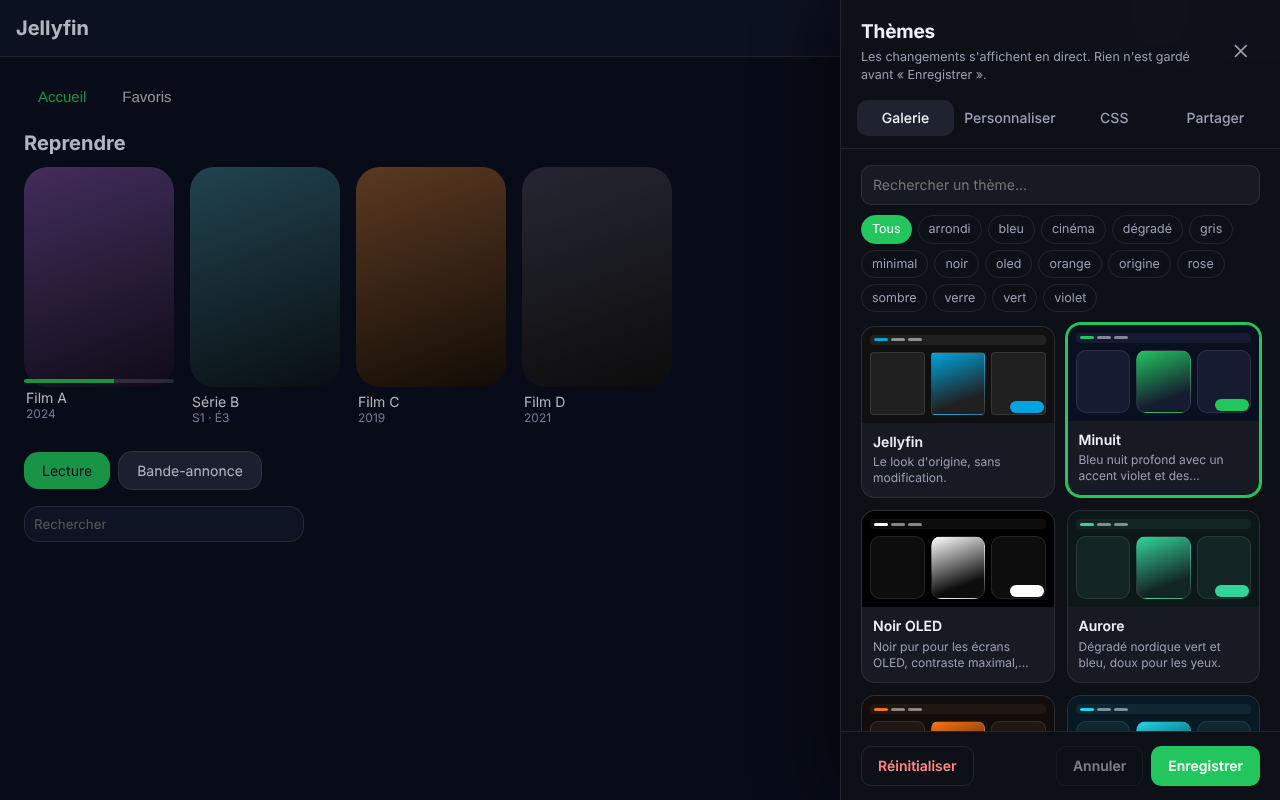 Jellyfin
Accueil
Favoris
Reprendre
Film A
2024
Série B
S1 · É3
Film C
2019
Film D
2021
Lecture
Bande-annonce
Rechercher
Thèmes
Les changements s'affichent en direct. Rien n'est gardé
avant « Enregistrer ».
Galerie
Personnaliser
CSS
Partager
Rechercher un thème…
Tous
arrondi
bleu
cinéma
dégradé
gris
minimal
noir
oled
orange
origine
rose
sombre
verre
vert
violet
Jellyfin
Le look d'origine, sans
modification.
Minuit
Bleu nuit profond avec un
accent violet et des…
Noir OLED
Noir pur pour les écrans
OLED, contraste maximal,…
Aurore
Dégradé nordique vert et
bleu, doux pour les yeux.
Réinitialiser
Annuler
Enregistrer